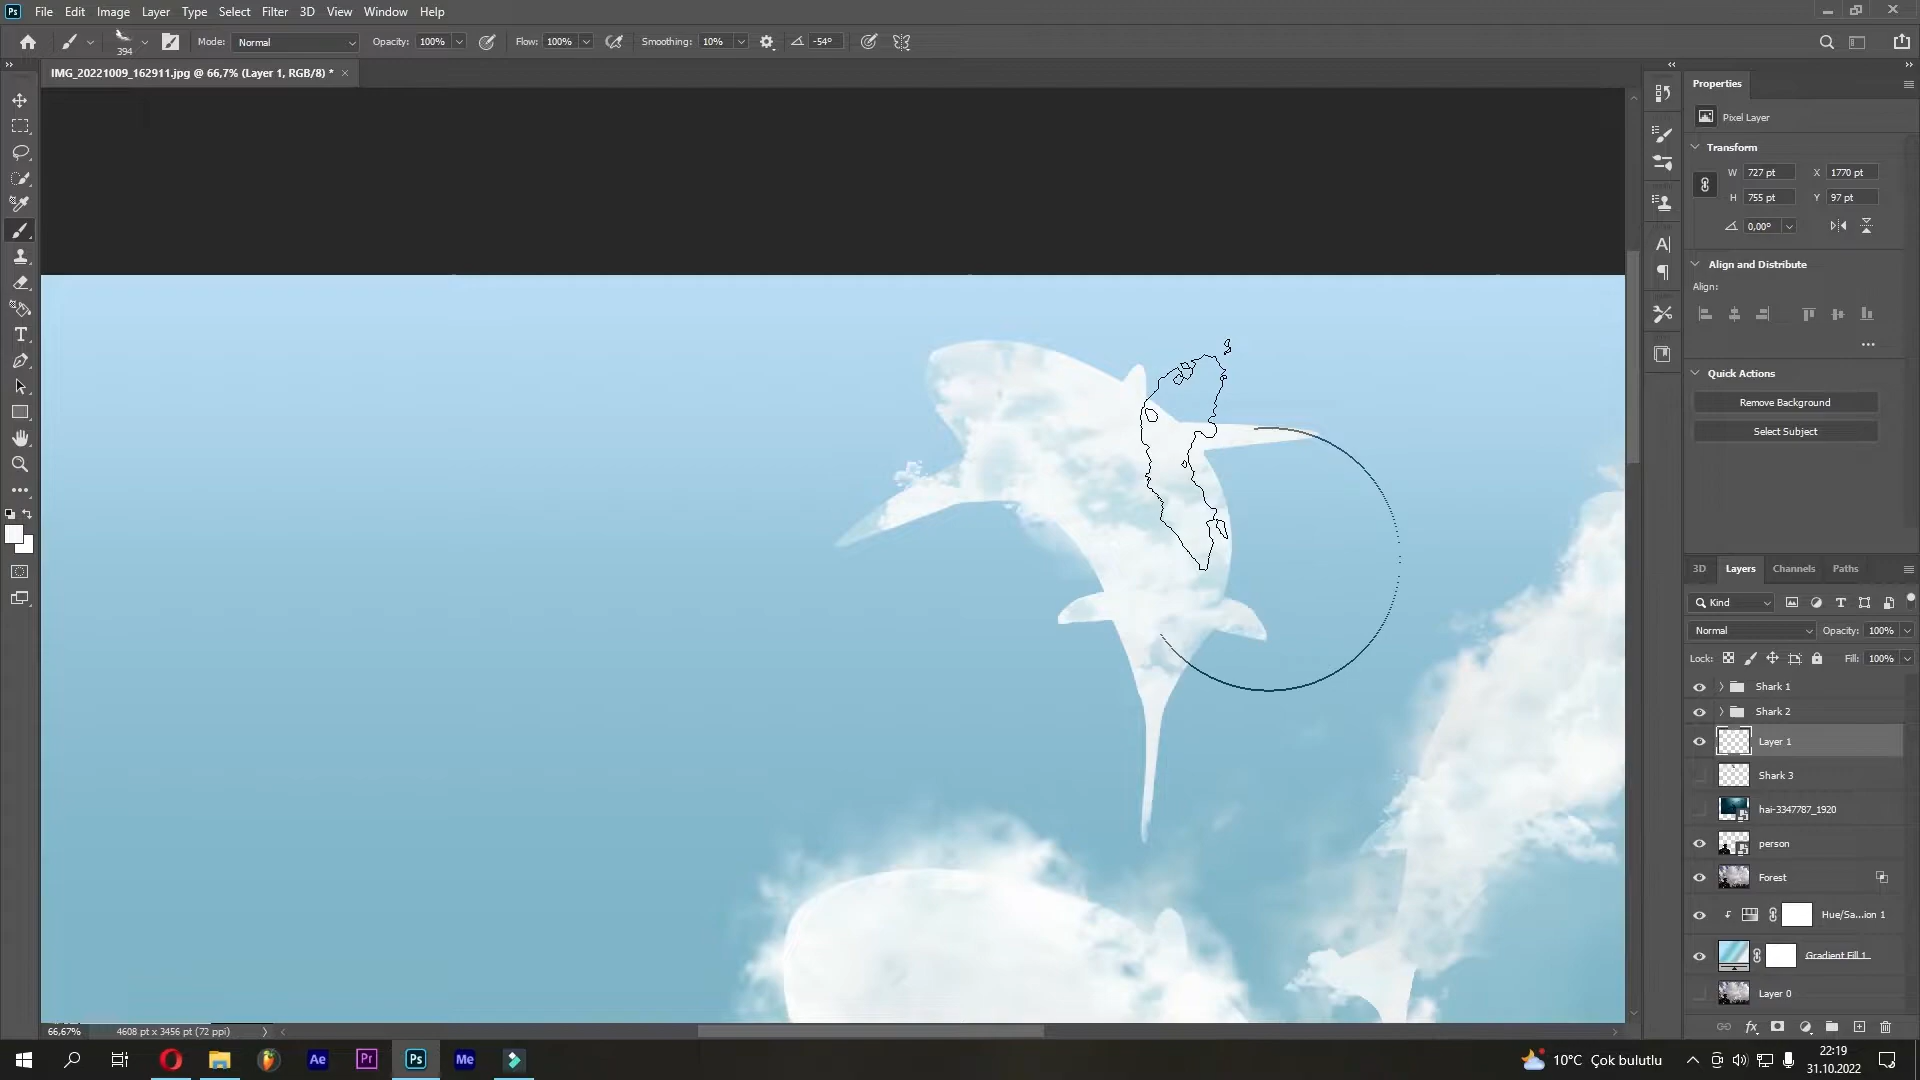 Ps File Edit Image Layer Type Select Filter 3D View Window Help
394 Mode: Normal Opacity: 100% Flow: 100% Smoothing: 10% -54°
IMG_20221009_162911.jpg @ 66,7% (Layer 1, RGB/8) * ×
Properties
Pixel Layer
Transform
W 727 pt X 1770 pt
H 755 pt Y 97 pt
0,00°
Align and Distribute
Align:
Quick Actions
Remove Background
Select Subject
3D Layers Channels Paths
Kind
Normal Opacity: 100%
Lock: Fill: 100%
Shark 1
Shark 2
Layer 1
Shark 3
hai-3347787_1920
person
Forest
Hue/Sa...ion 1
Gradient Fill 1
Layer 0
66,67% 4608 pt x 3456 pt (72 ppi)
Ae Pr Ps Me 10°C Çok bulutlu 22:19
31.10.2022